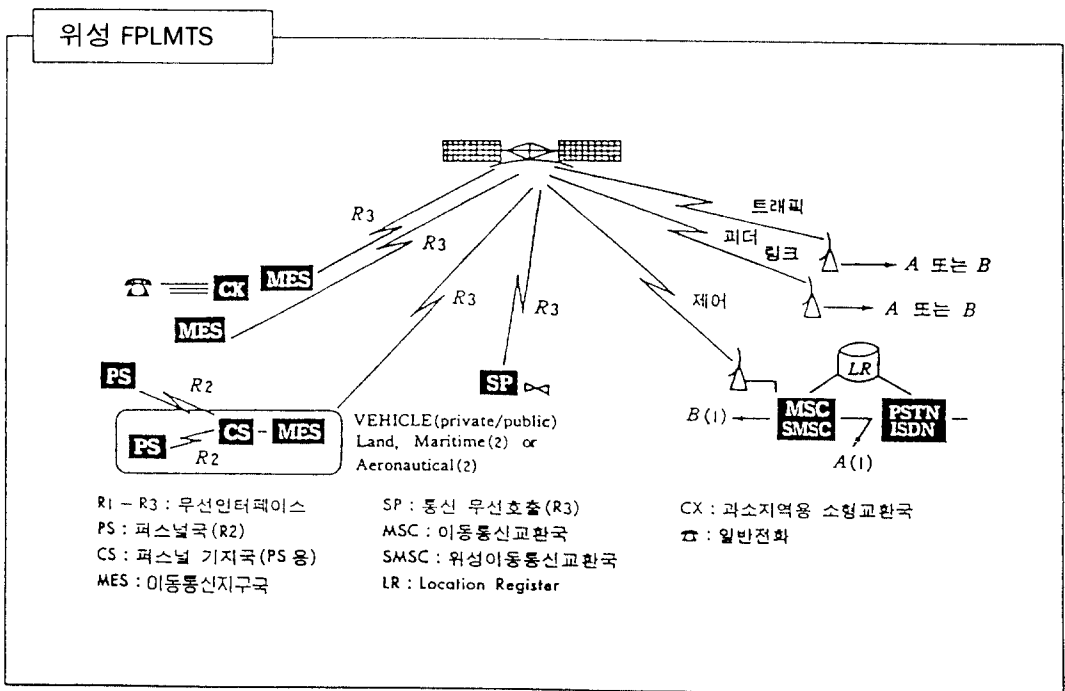 위성 FPLMTS
R3
R3
트래픽
피더
링크
A 또는 B
A 또는 B
CX
MES
R3
R3
제어
MES
PS
R2
SP
LR
B(1)
MSC
SMSC
PSTN
ISDN
A(1)
CS
MES
PS
R2
VEHICLE(private/public)
Land, Maritime(2) or
Aeronautical(2)
R1 – R3 : 무선인터페이스
PS : 퍼스널국(R2)
CS : 퍼스널 기지국(PS 용)
MES : 이동통신지구국
SP : 통신 무선호출(R3)
MSC : 이동통신교환국
SMSC : 위성이동통신교환국
LR : Location Register
CX : 과소지역용 소형교환국
☎ : 일반전화